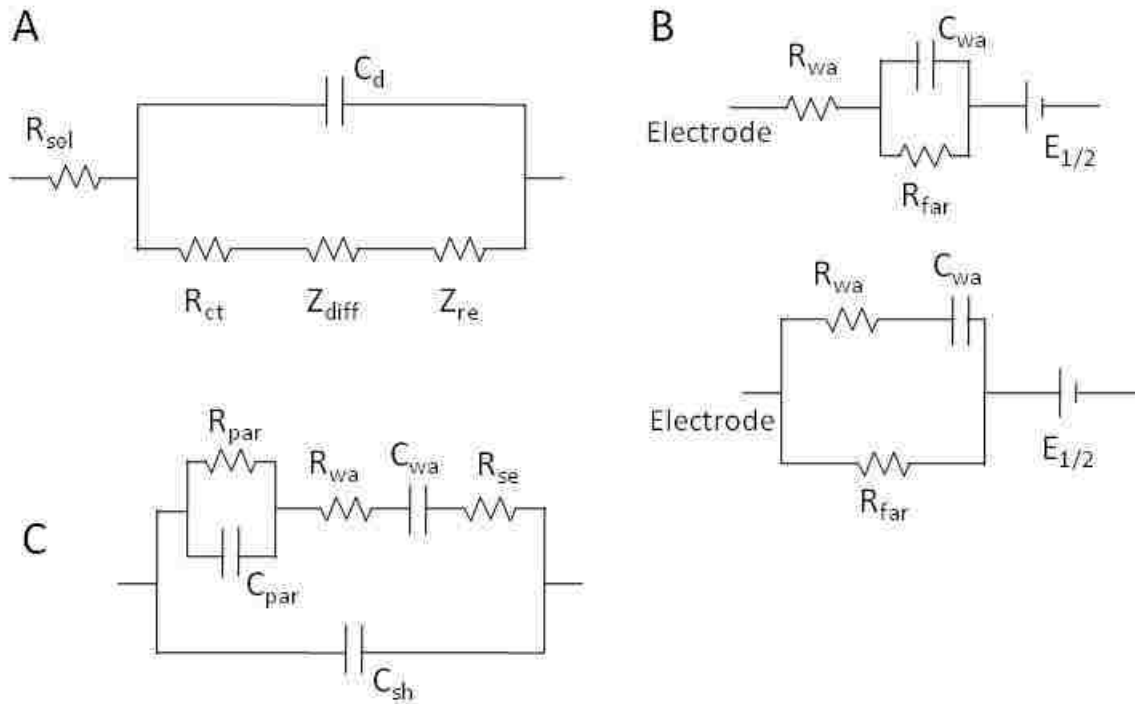 A
C_d
R_sol
R_ct
Z_diff
Z_re
B
C_wa
R_wa
Electrode
E_1/2
R_far
R_wa
C_wa
Electrode
E_1/2
R_far
C
R_par
R_wa
C_wa
R_se
C_par
C_sh